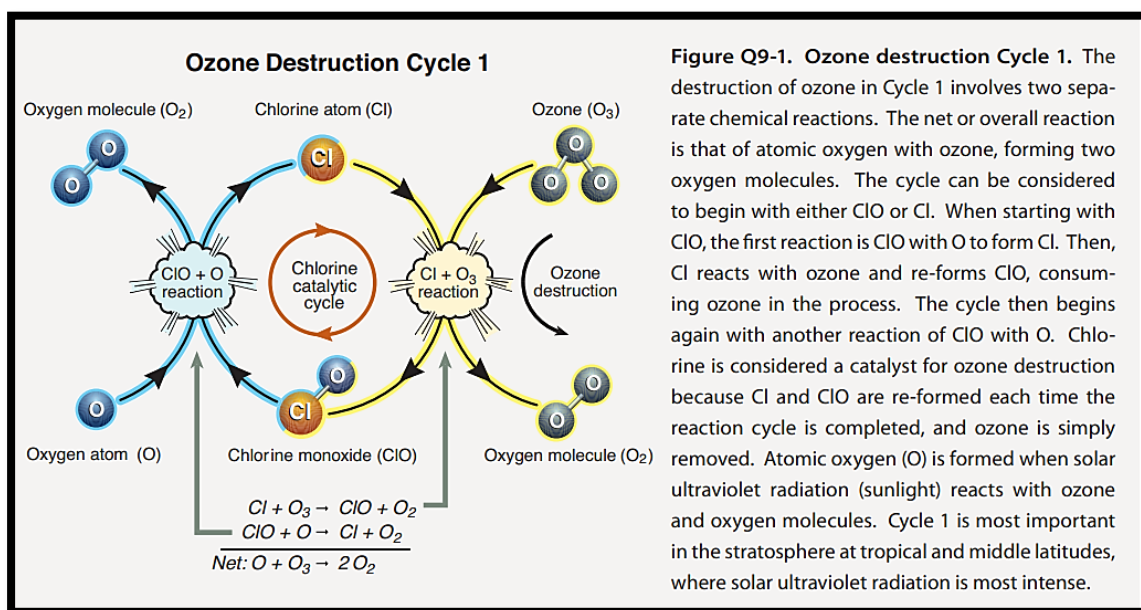 Ozone Destruction Cycle 1
Oxygen molecule (O₂)
Chlorine atom (Cl)
Ozone (O₃)
O
O
Cl
O
O
O
ClO + O
reaction
Chlorine
catalytic
cycle
Cl + O₃
reaction
Ozone
destruction
O
Cl
O
O
O
Oxygen atom (O)
Chlorine monoxide (ClO)
Oxygen molecule (O₂)
Cl + O₃ → ClO + O₂
ClO + O → Cl + O₂
Net: O + O₃ → 2 O₂
Figure Q9-1. Ozone destruction Cycle 1. The
destruction of ozone in Cycle 1 involves two sepa-
rate chemical reactions. The net or overall reaction
is that of atomic oxygen with ozone, forming two
oxygen molecules. The cycle can be considered
to begin with either ClO or Cl. When starting with
ClO, the first reaction is ClO with O to form Cl. Then,
Cl reacts with ozone and re-forms ClO, consum-
ing ozone in the process. The cycle then begins
again with another reaction of ClO with O. Chlo-
rine is considered a catalyst for ozone destruction
because Cl and ClO are re-formed each time the
reaction cycle is completed, and ozone is simply
removed. Atomic oxygen (O) is formed when solar
ultraviolet radiation (sunlight) reacts with ozone
and oxygen molecules. Cycle 1 is most important
in the stratosphere at tropical and middle latitudes,
where solar ultraviolet radiation is most intense.